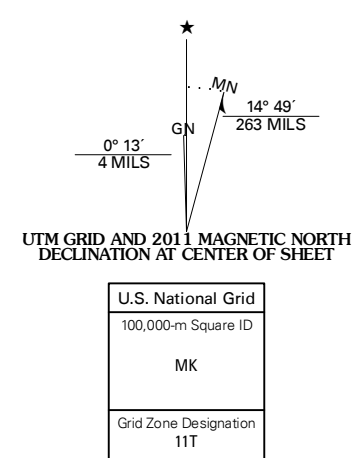 ★
MN
14° 49´
263 MILS
GN
0° 13´
4 MILS
UTM GRID AND 2011 MAGNETIC NORTH
DECLINATION AT CENTER OF SHEET
U.S. National Grid
100,000-m Square ID
MK
Grid Zone Designation
11T